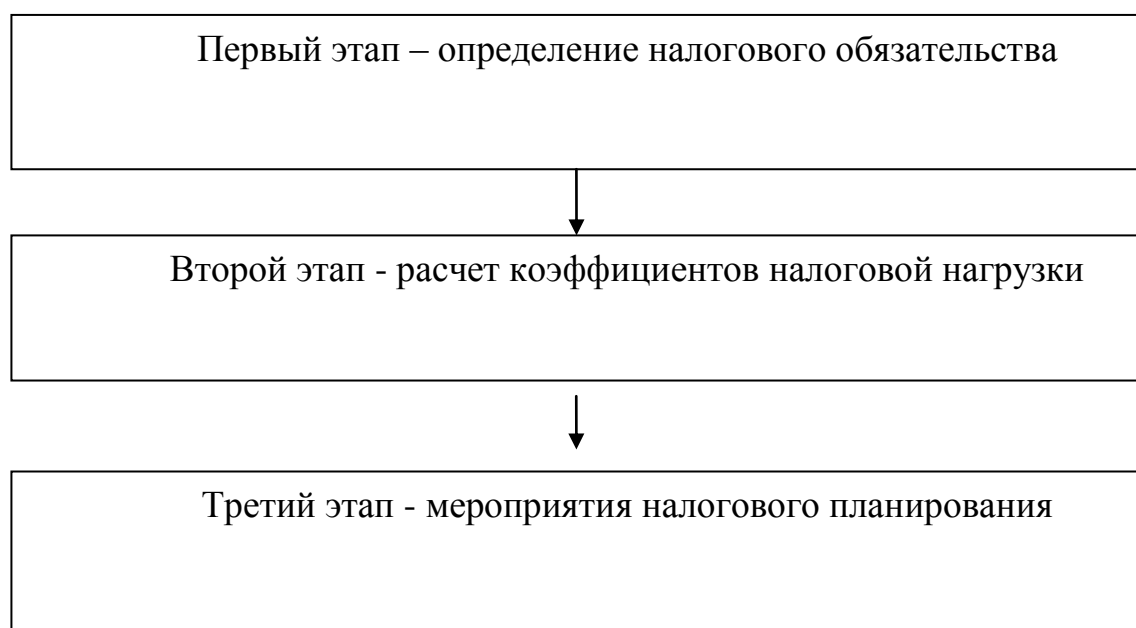 Первый этап – определение налогового обязательства
Второй этап - расчет коэффициентов налоговой нагрузки
Третий этап - мероприятия налогового планирования